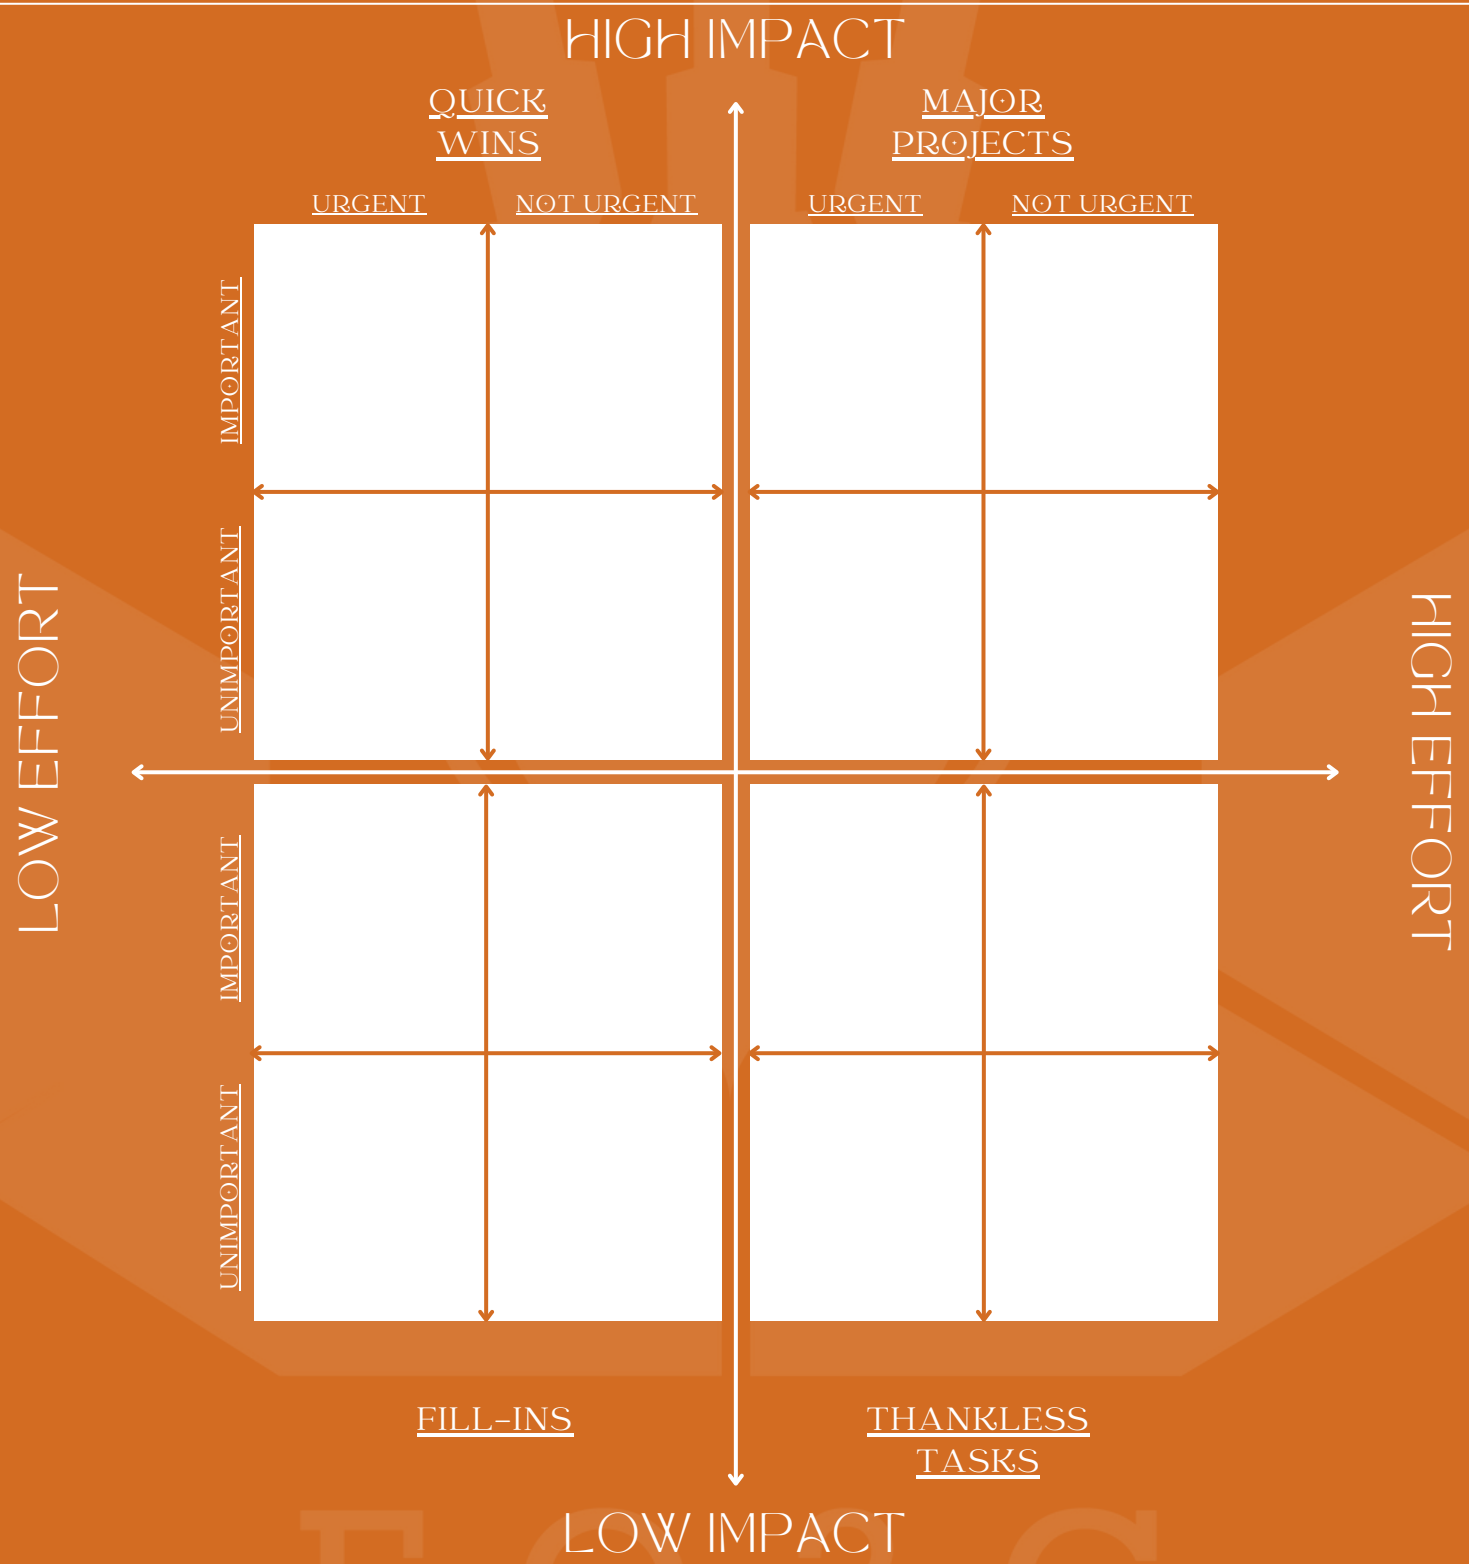 HIGH IMPACT
QUICK
WINS
MAJOR
PROJECTS
URGENT
NOT URGENT
URGENT
NOT URGENT
IMPORTANT
UNIMPORTANT
LOW EFFORT
HIGH EFFORT
IMPORTANT
UNIMPORTANT
FILL-INS
THANKLESS
TASKS
LOW IMPACT